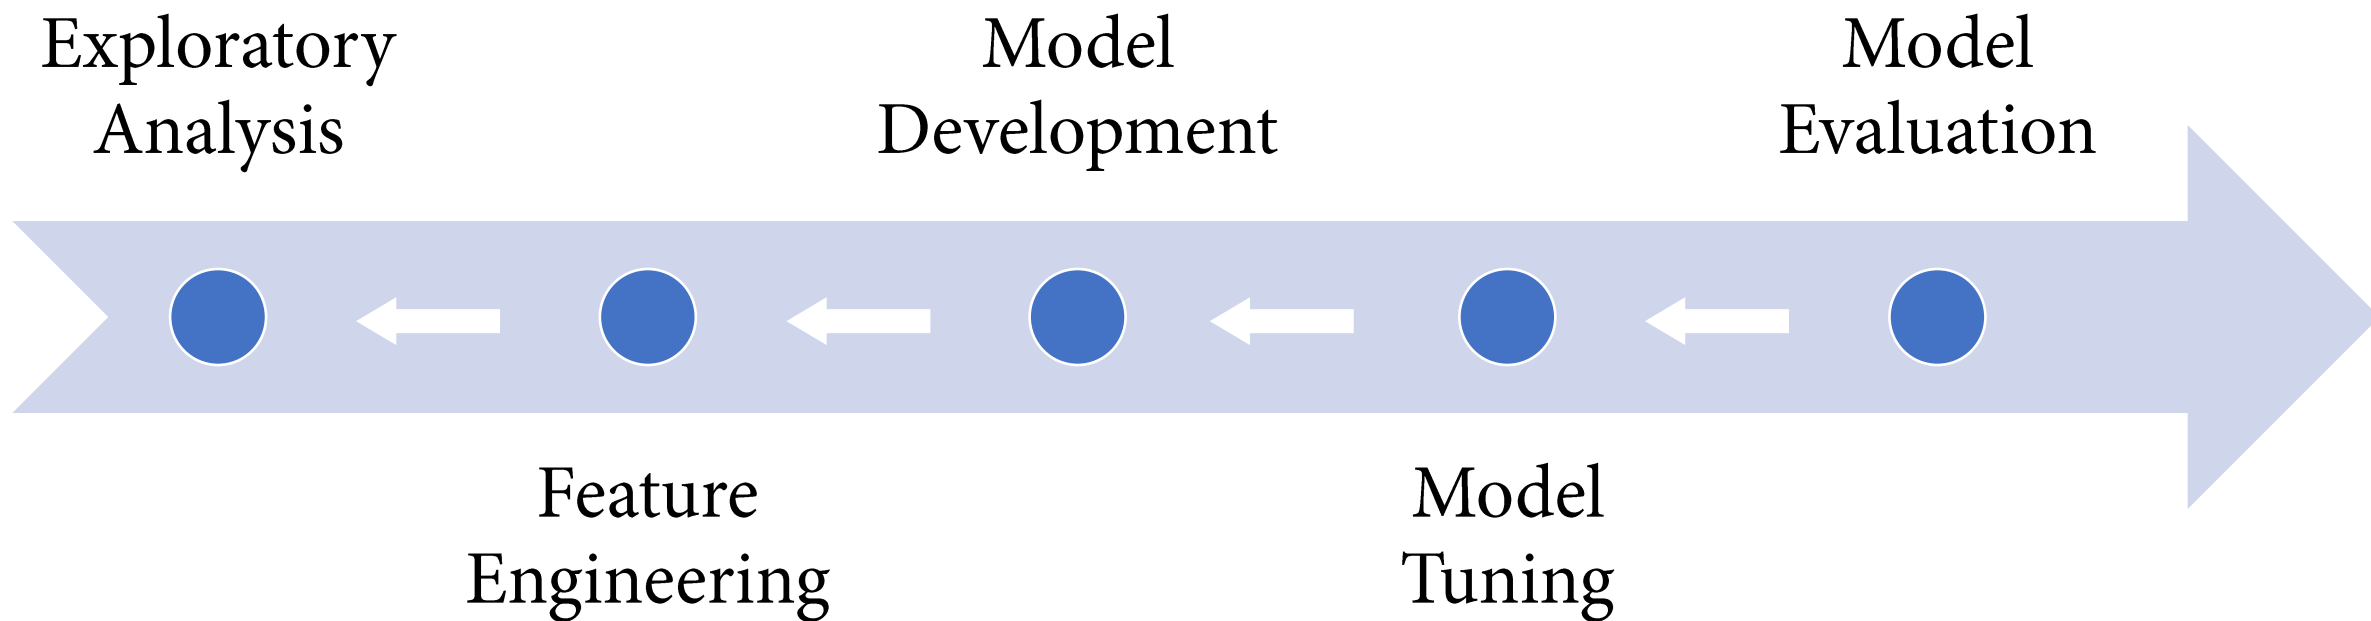 Exploratory
Analysis
Feature
Engineering
Model
Development
Model
Tuning
Model
Evaluation